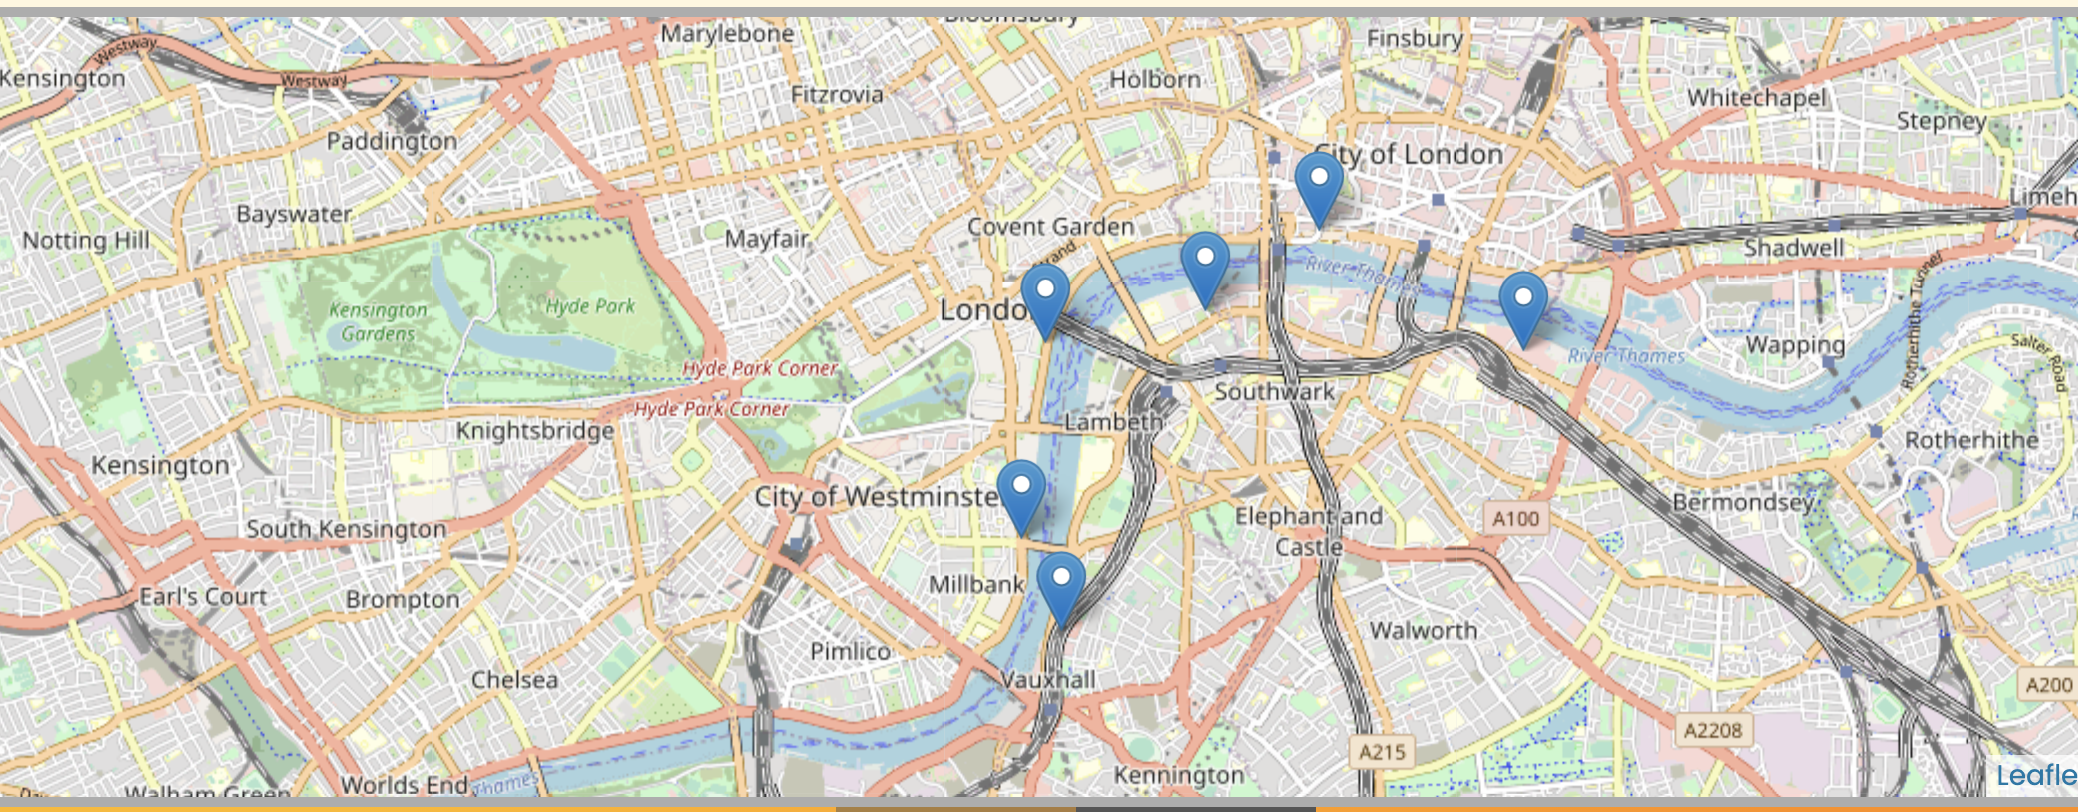 Bloomsbury
Marylebone
Finsbury
Westway
Kensington
Westway
Fitzrovia
Holborn
Whitechapel
Stepney
Paddington
City of London
Bayswater
Limeh
Notting Hill
Mayfair
Covent Garden
Strand
Shadwell
River Thames
Rotherhithe Tunnel
Kensington
Gardens
Hyde Park
Londo
Wapping
River Thames
Salter Road
Hyde Park Corner
Hyde Park Corner
Southwark
Lambeth
Knightsbridge
Rotherhithe
Kensington
City of Westminste
Bermondsey
South Kensington
Elephant and
Castle
A100
Millbank
Earl's Court
Brompton
Walworth
Pimlico
Chelsea
Vauxhall
A200
A2208
A215
Kennington
Worlds End
Thames
Walham Green
Leafle